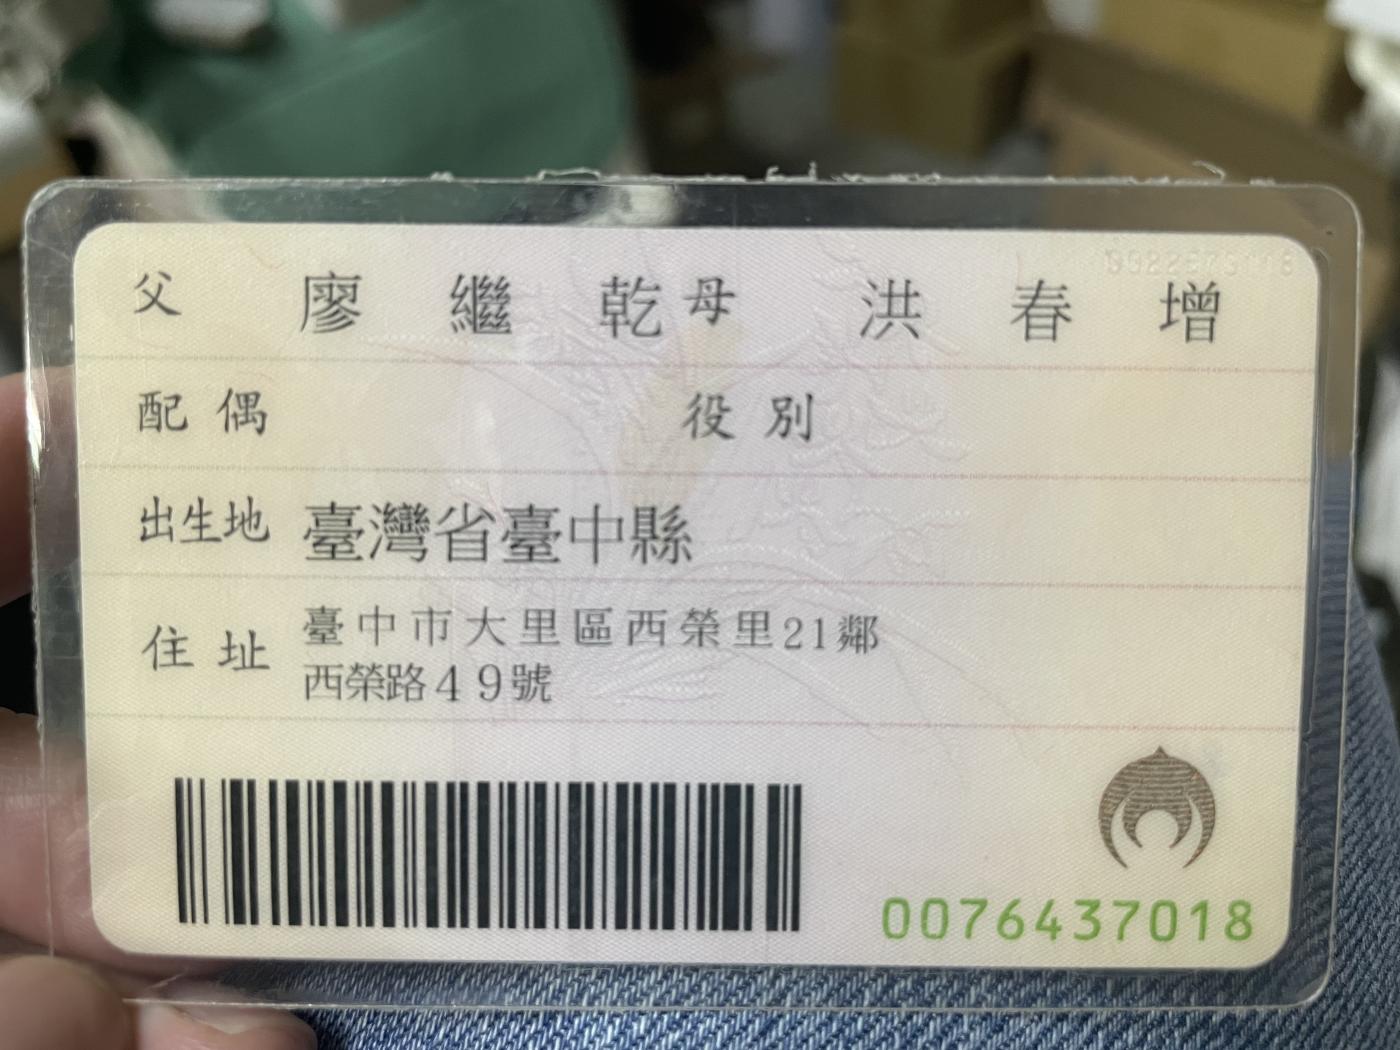 父 廖繼乾 母 洪春增
配偶 役別
出生地 臺灣省臺中縣
住址 臺中市大里區西榮里21鄰
西榮路49號
0076437018